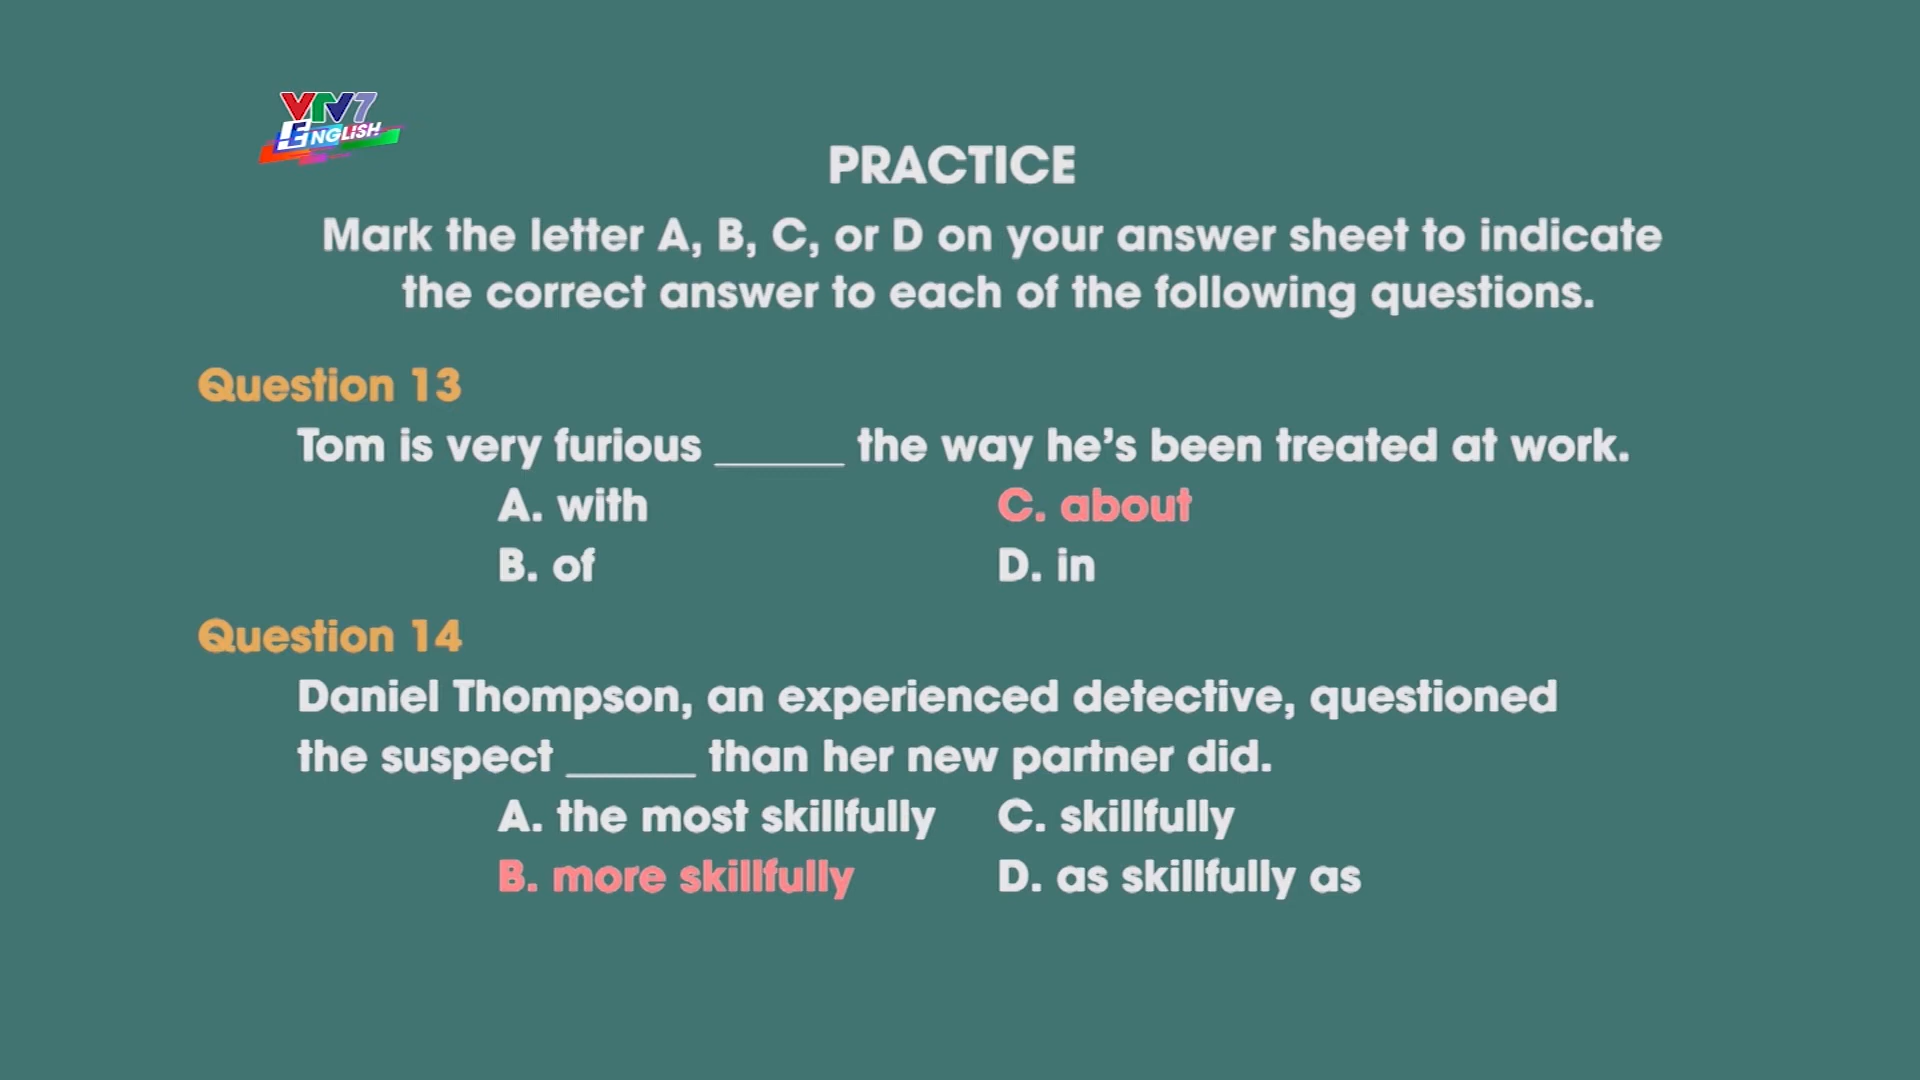 VTV7
ENGLISH
PRACTICE
Mark the letter A, B, C, or D on your answer sheet to indicate
the correct answer to each of the following questions.
Question 13
Tom is very furious ______ the way he's been treated at work.
A. with
C. about
B. of
D. in
Question 14
Daniel Thompson, an experienced detective, questioned
the suspect ______ than her new partner did.
A. the most skillfully
C. skillfully
B. more skillfully
D. as skillfully as